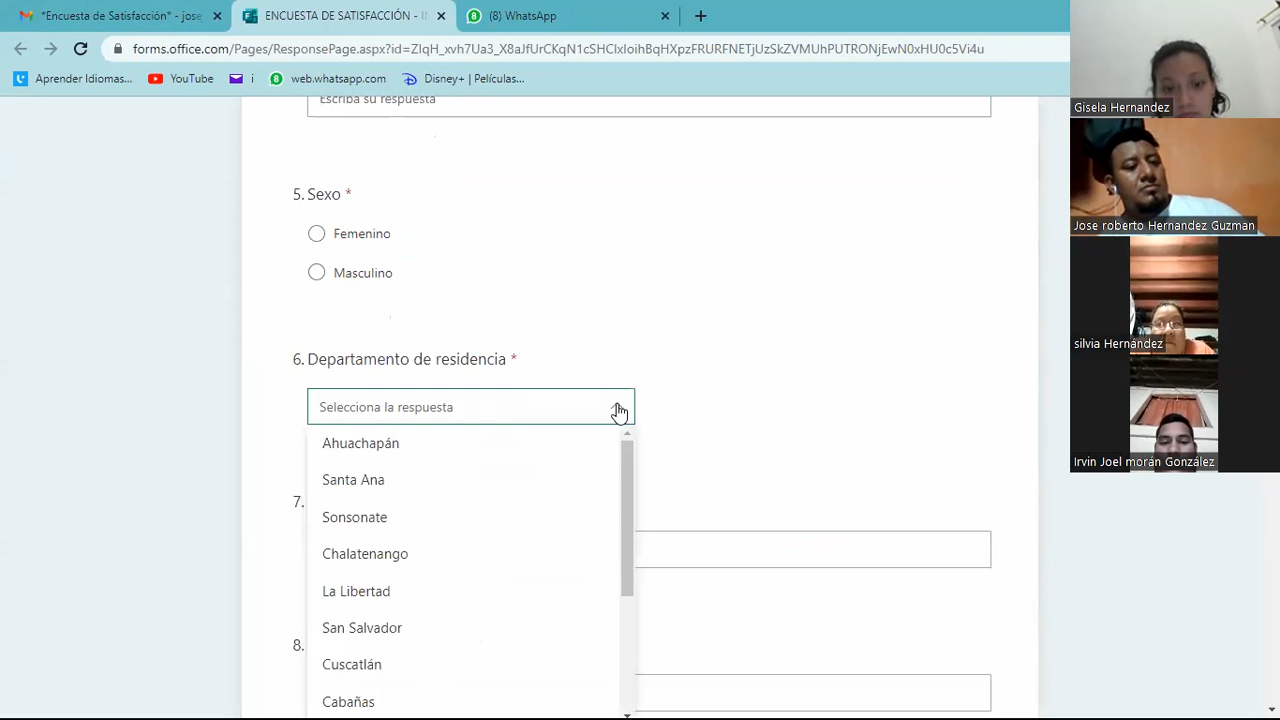 *Encuesta de Satisfacción* - jose
ENCUESTA DE SATISFACCIÓN - I
(8) WhatsApp
forms.office.com/Pages/ResponsePage.aspx?id=ZIqH_xvh7Ua3_X8aJfUrCKqN1cSHCIxIoihBqHXpzFRURFNETjUzSkZVMUhPUTRONjEwN0xHU0c5Vi4u
Aprender Idiomas...
YouTube
i
web.whatsapp.com
Disney+ | Películas...
Escriba su respuesta
5. Sexo *
Femenino
Masculino
6. Departamento de residencia *
Selecciona la respuesta
Ahuachapán
Santa Ana
Sonsonate
Chalatenango
La Libertad
San Salvador
Cuscatlán
Cabañas
7.
8.
Gisela Hernandez
Jose roberto Hernandez Guzman
silvia Hernández
Irvin Joel morán González